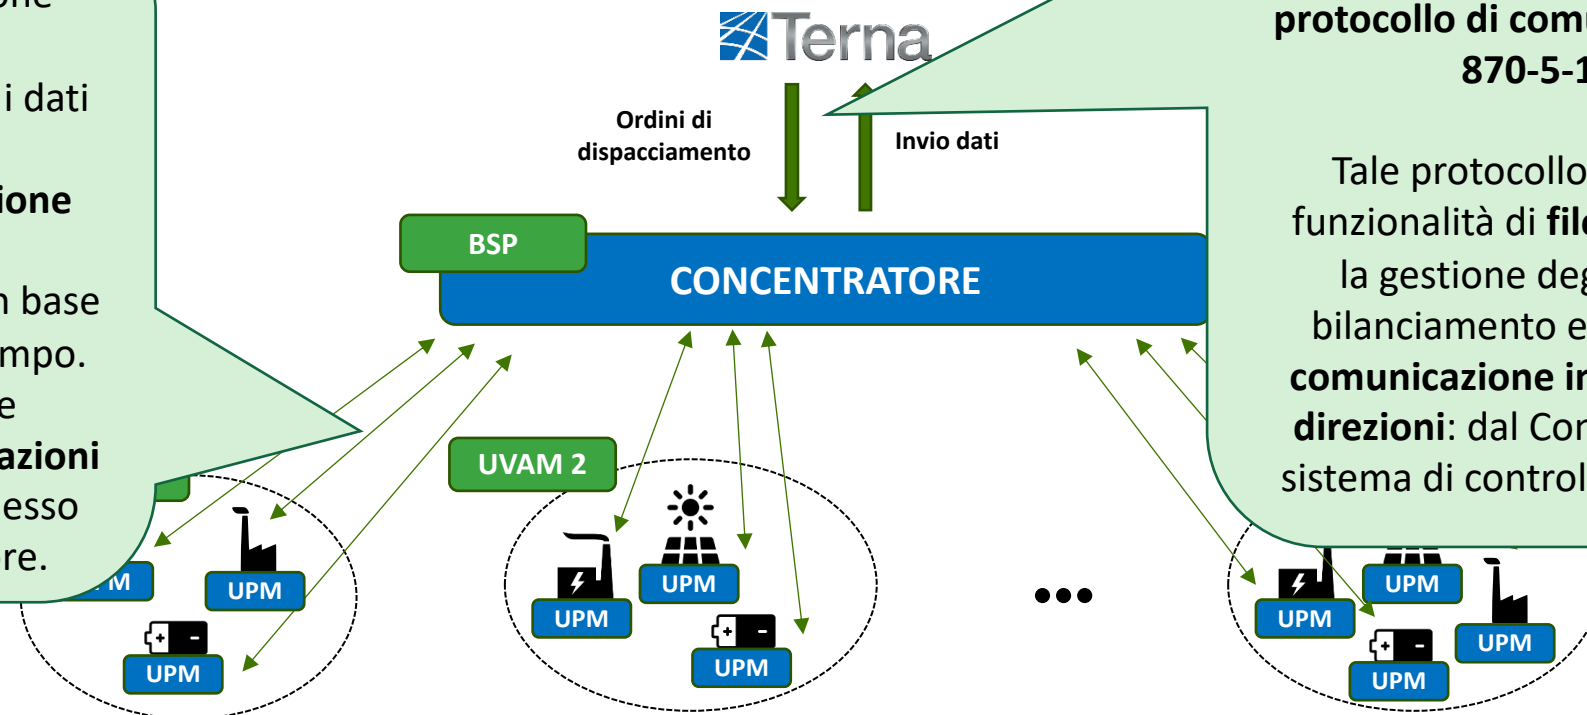 one
i dati
ione
n base
mpo.
e
azioni
esso
re.
Terna
Ordini di
dispacciamento
Invio dati
protocollo di comu
870-5-1
Tale protocollo
funzionalità di file
la gestione deg
bilanciamento e
comunicazione in
direzioni: dal Con
sistema di control
BSP
CONCENTRATORE
UVAM 2
M
UPM
UPM
UPM
UPM
UPM
UPM
UPM
UPM
UPM